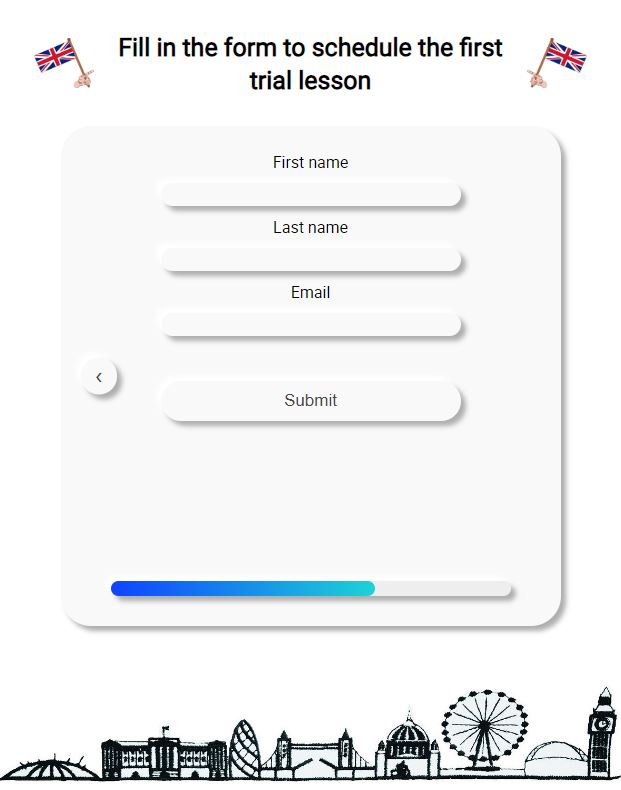 Fill in the form to schedule the first
trial lesson
First name
Last name
Email
‹
Submit